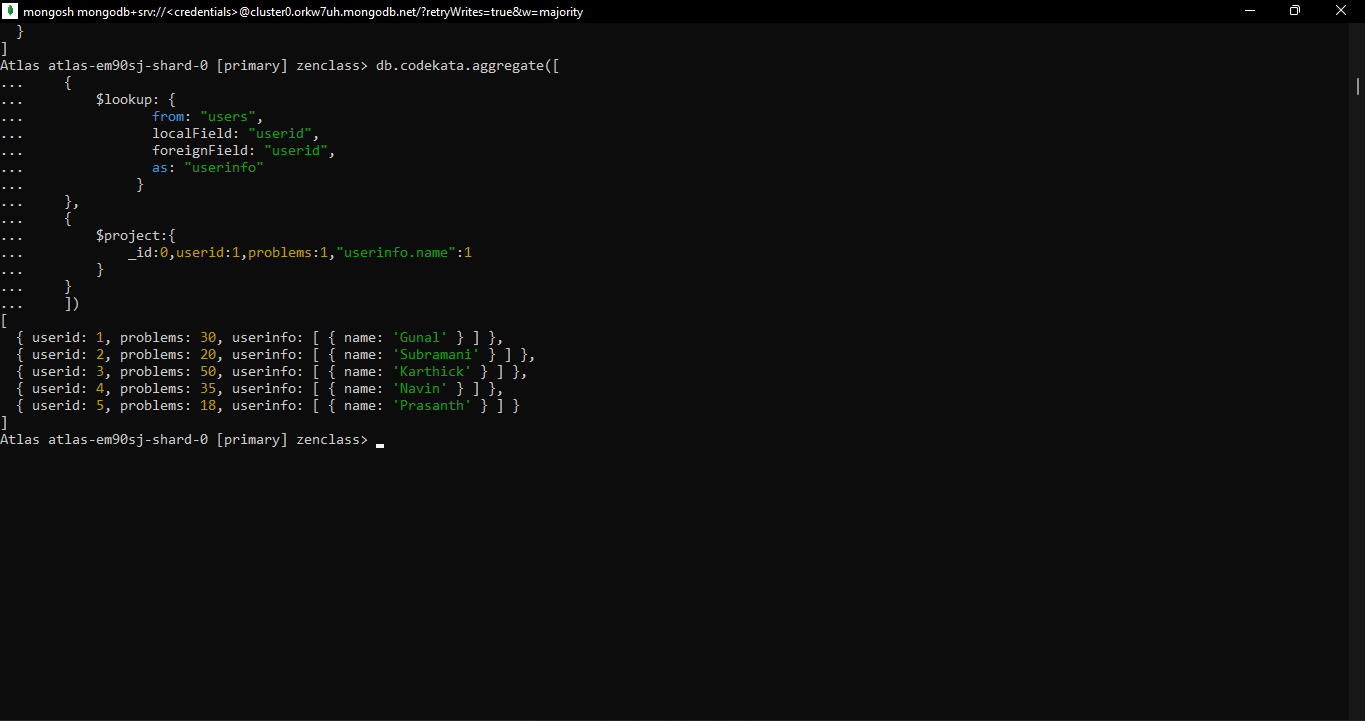 mongosh mongodb+srv://<credentials>@cluster0.orkw7uh.mongodb.net/?retryWrites=true&w=majority
  }
]
Atlas atlas-em90sj-shard-0 [primary] zenclass> db.codekata.aggregate([
...     {
...         $lookup: {
...                from: "users",
...                localField: "userid",
...                foreignField: "userid",
...                as: "userinfo"
...              }
...     },
...     {
...         $project:{
...             _id:0,userid:1,problems:1,"userinfo.name":1
...         }
...     }
...     ])
[
  { userid: 1, problems: 30, userinfo: [ { name: 'Gunal' } ] },
  { userid: 2, problems: 20, userinfo: [ { name: 'Subramani' } ] },
  { userid: 3, problems: 50, userinfo: [ { name: 'Karthick' } ] },
  { userid: 4, problems: 35, userinfo: [ { name: 'Navin' } ] },
  { userid: 5, problems: 18, userinfo: [ { name: 'Prasanth' } ] }
]
Atlas atlas-em90sj-shard-0 [primary] zenclass>